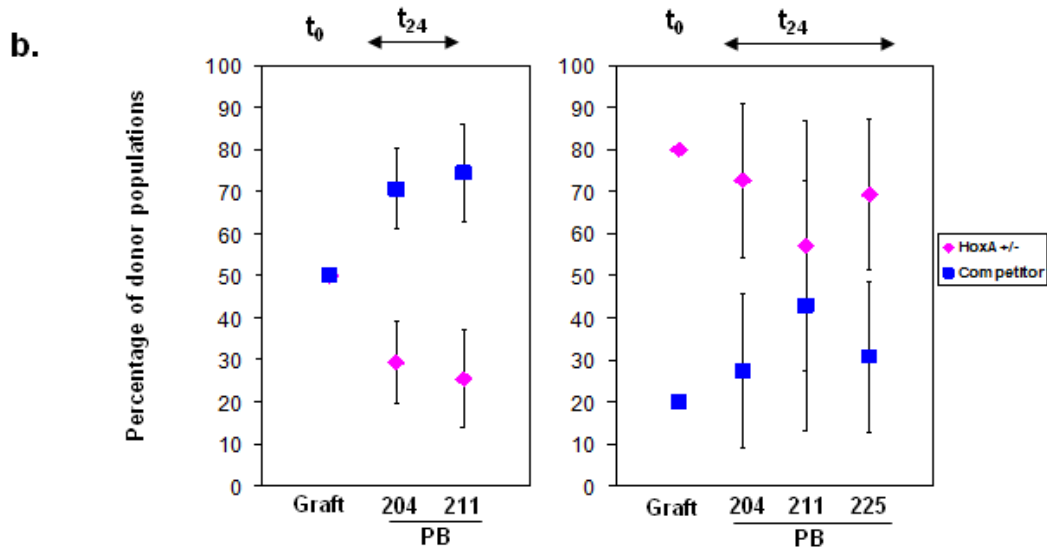 b.
t0 t24
t0 t24
Percentage of donor populations
100
90
80
70
60
50
40
30
20
10
0
Graft 204 211
PB
100
90
80
70
60
50
40
30
20
10
0
Graft 204 211 225
PB
HoxA +/-
Competitor